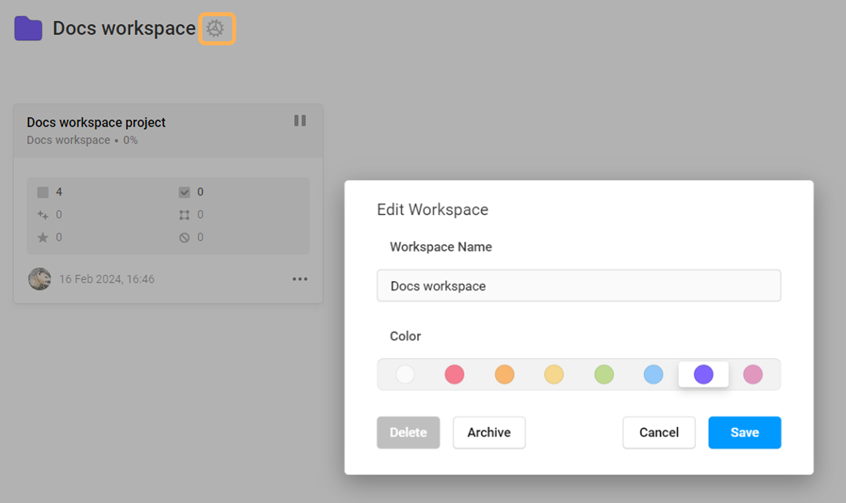 Docs workspace
Docs workspace project
Docs workspace • 0%
4 0
0 0
0 0
16 Feb 2024, 16:46
Edit Workspace
Workspace Name
Docs workspace
Color
Delete Archive Cancel Save